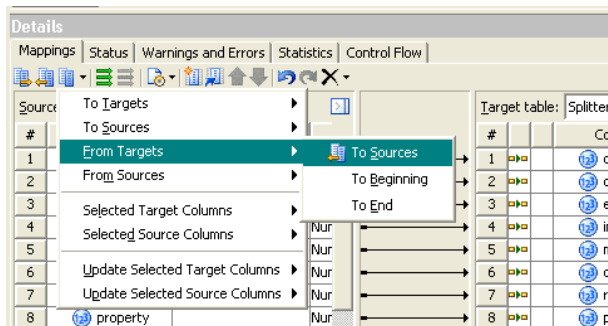 Details
Mappings Status Warnings and Errors Statistics Control Flow
Source
Target table: Splitter
#
#
Co
To Targets
To Sources
From Targets
From Sources
Selected Target Columns
Selected Source Columns
Update Selected Target Columns
Update Selected Source Columns
To Sources
To Beginning
To End
1
1
2
2
3
3
4 Nur
4
5 Nur
5
6 Nur
6
7 Nur
7
8 property Nur
8